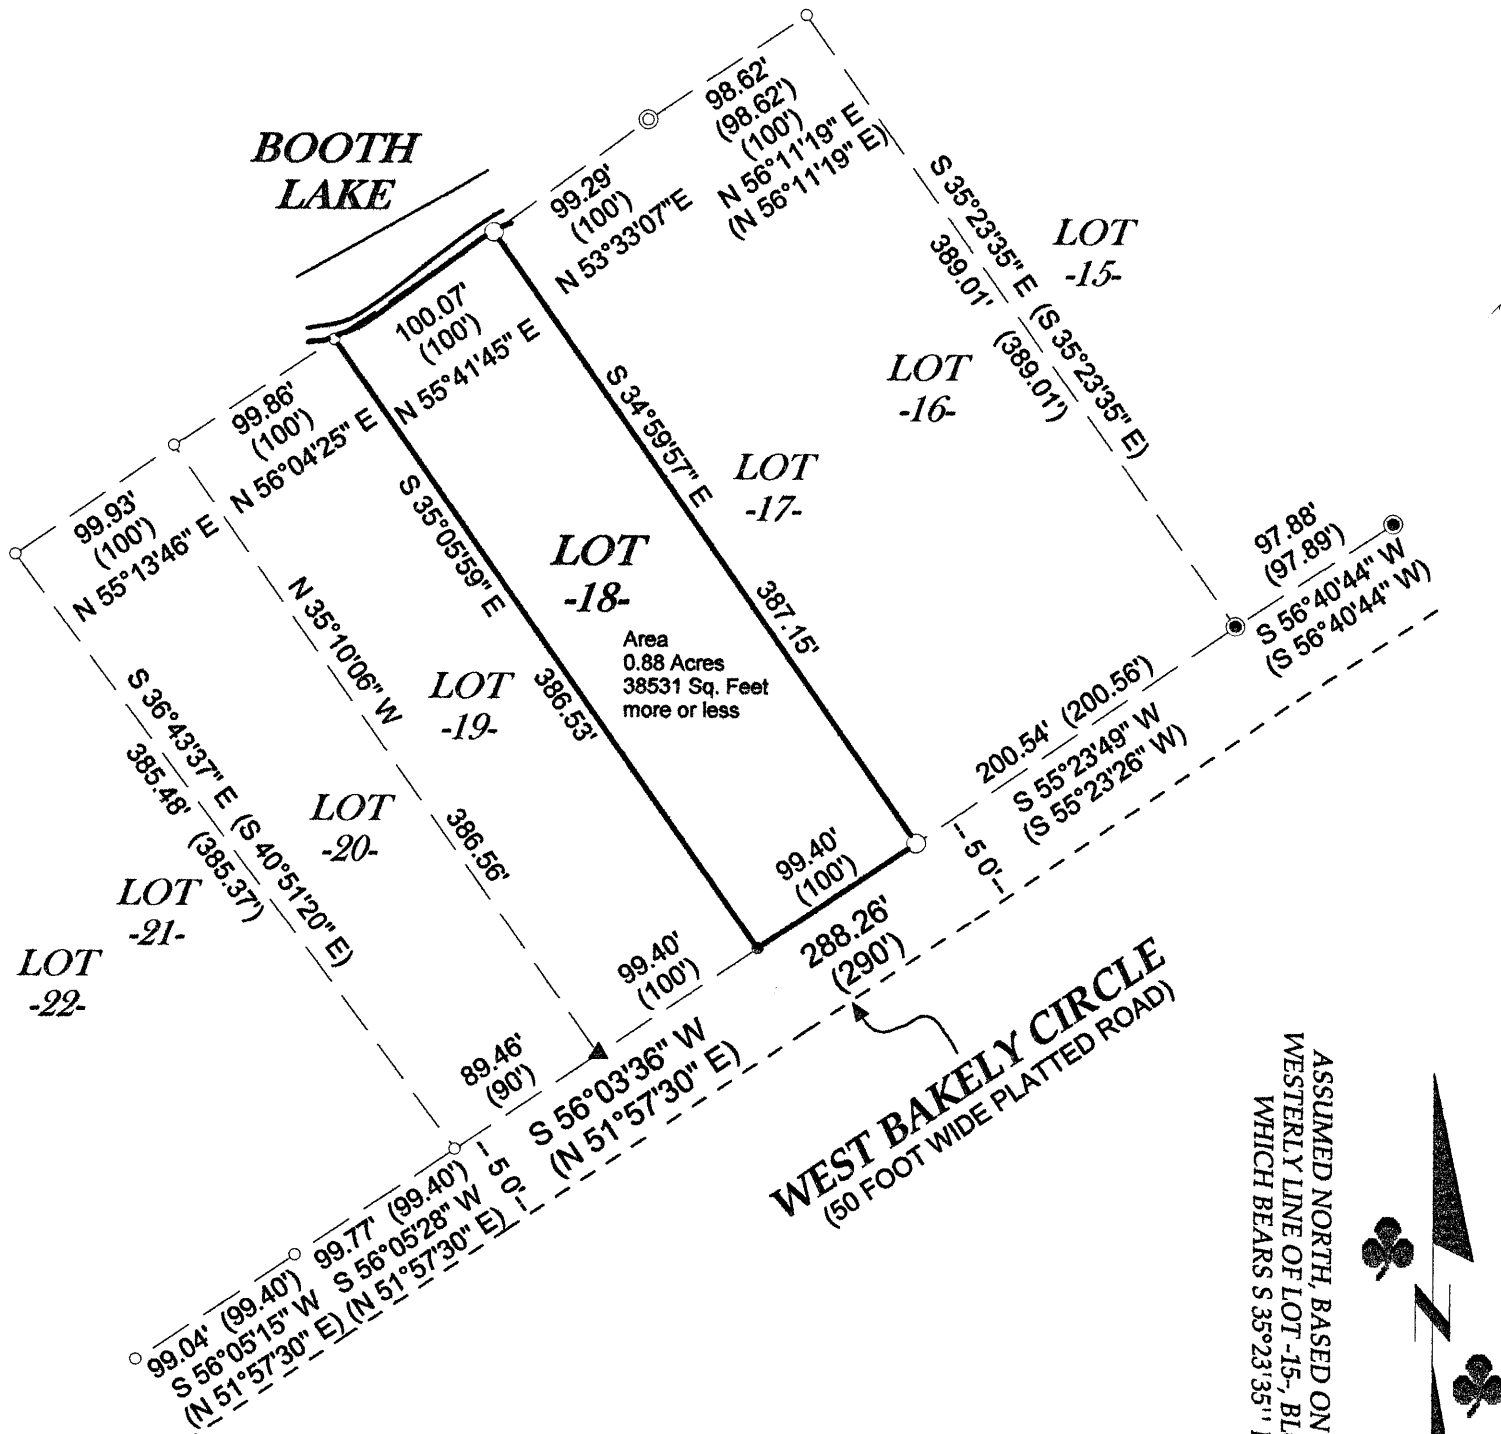 BOOTH
LAKE
98.62'
(98.62')
(100')
N 56°11'19" E
(N 56°11'19" E)
99.29'
(100')
N 53°33'07"E
100.07'
(100')
N 55°41'45" E
99.86'
(100')
N 56°04'25" E
99.93'
(100')
N 55°13'46" E
S 35°23'35" E (S 35°23'35" E)
389.01' (389.01')
LOT
-15-
LOT
-16-
LOT
-17-
S 34°59'57" E
387.15'
LOT
-18-
Area
0.88 Acres
38531 Sq. Feet
more or less
S 35°05'59" E
386.53'
LOT
-19-
N 35°10'06" W
386.56'
LOT
-20-
S 36°43'37" E (S 40°51'20" E)
385.48' (385.37')
LOT
-21-
LOT
-22-
97.88'
(97.89')
S 56°40'44" W
(S 56°40'44" W)
200.54' (200.56')
S 55°23'49" W
(S 55°23'26" W)
50'
99.40'
(100')
288.26'
(290')
99.40'
(100')
89.46'
(90')
S 56°03'36" W
(N 51°57'30" E)
50'
99.77' (99.40')
S 56°05'28" W
(N 51°57'30" E)
99.04' (99.40')
S 56°05'15" W
(N 51°57'30" E)
WEST BAKELY CIRCLE
(50 FOOT WIDE PLATTED ROAD)
ASSUMED NORTH, BASED ON
WESTERLY LINE OF LOT -15-,
WHICH BEARS S 35°23'35"
N